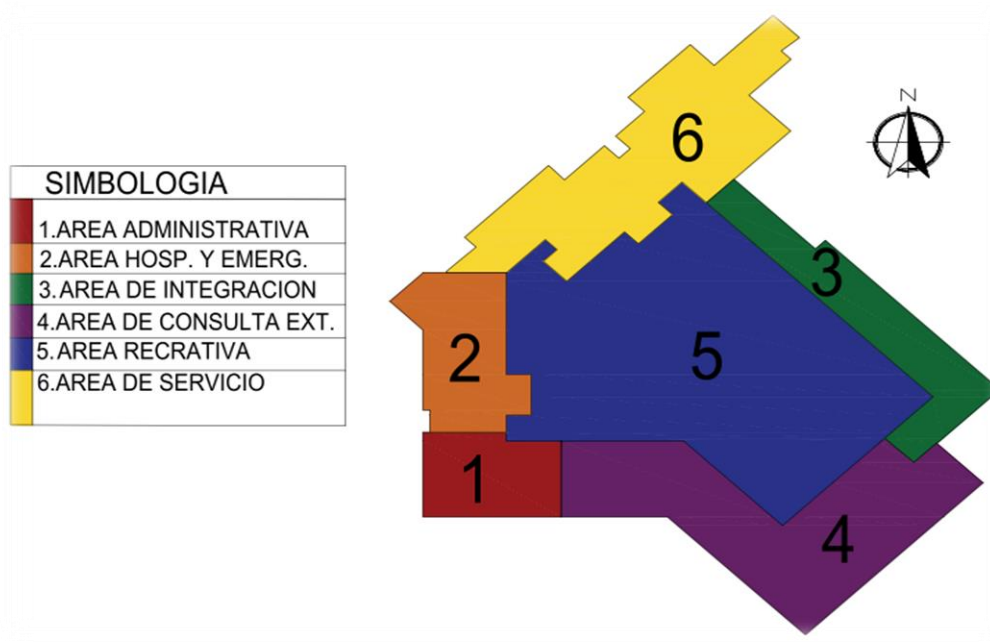 SIMBOLOGIA
1.AREA ADMINISTRATIVA
2.AREA HOSP. Y EMERG.
3.AREA DE INTEGRACION
4.AREA DE CONSULTA EXT.
5.AREA RECRATIVA
6.AREA DE SERVICIO
N
6
3
2
5
1
4